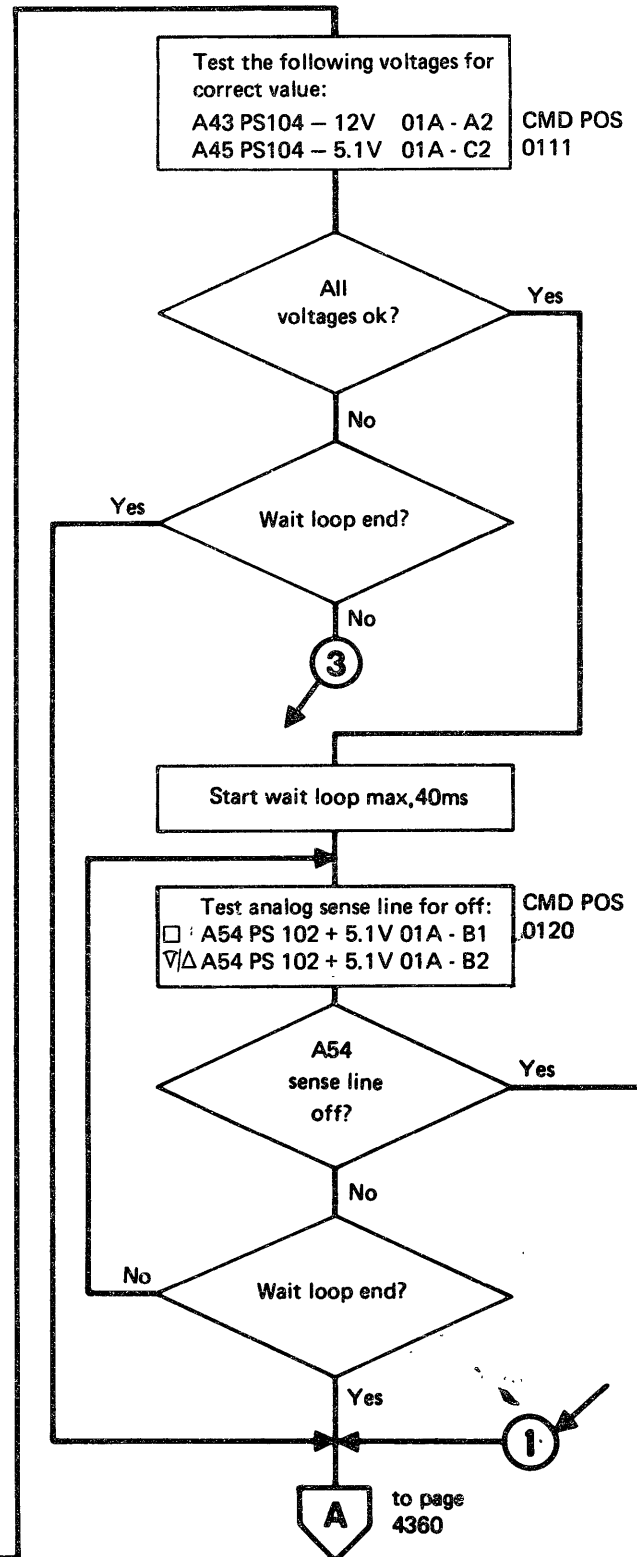 Test the following voltages for
correct value:
A43 PS104 – 12V 01A - A2
A45 PS104 – 5.1V 01A - C2
CMD POS
0111
All
voltages ok?
Yes
No
Yes
Wait loop end?
No
3
Start wait loop max,40ms
Test analog sense line for off:
□ A54 PS 102 + 5.1V 01A - B1
∇/Δ A54 PS 102 + 5.1V 01A - B2
CMD POS
0120
A54
sense line
off?
Yes
No
No
Wait loop end?
Yes
1
A
to page
4360